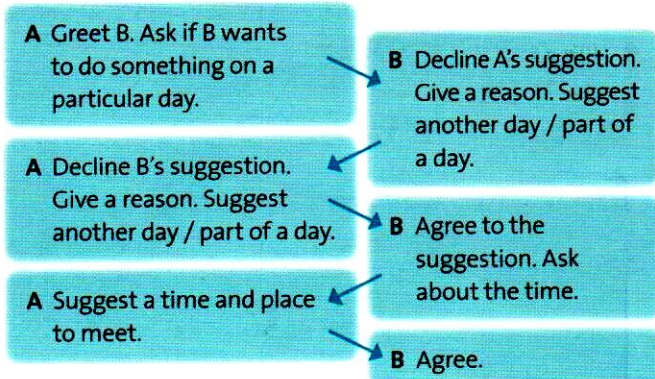 A Greet B. Ask if B wants
to do something on a
particular day.
B Decline A's suggestion.
Give a reason. Suggest
another day / part of
a day.
A Decline B's suggestion.
Give a reason. Suggest
another day / part of a day.
B Agree to the
suggestion. Ask
about the time.
A Suggest a time and place
to meet.
B Agree.